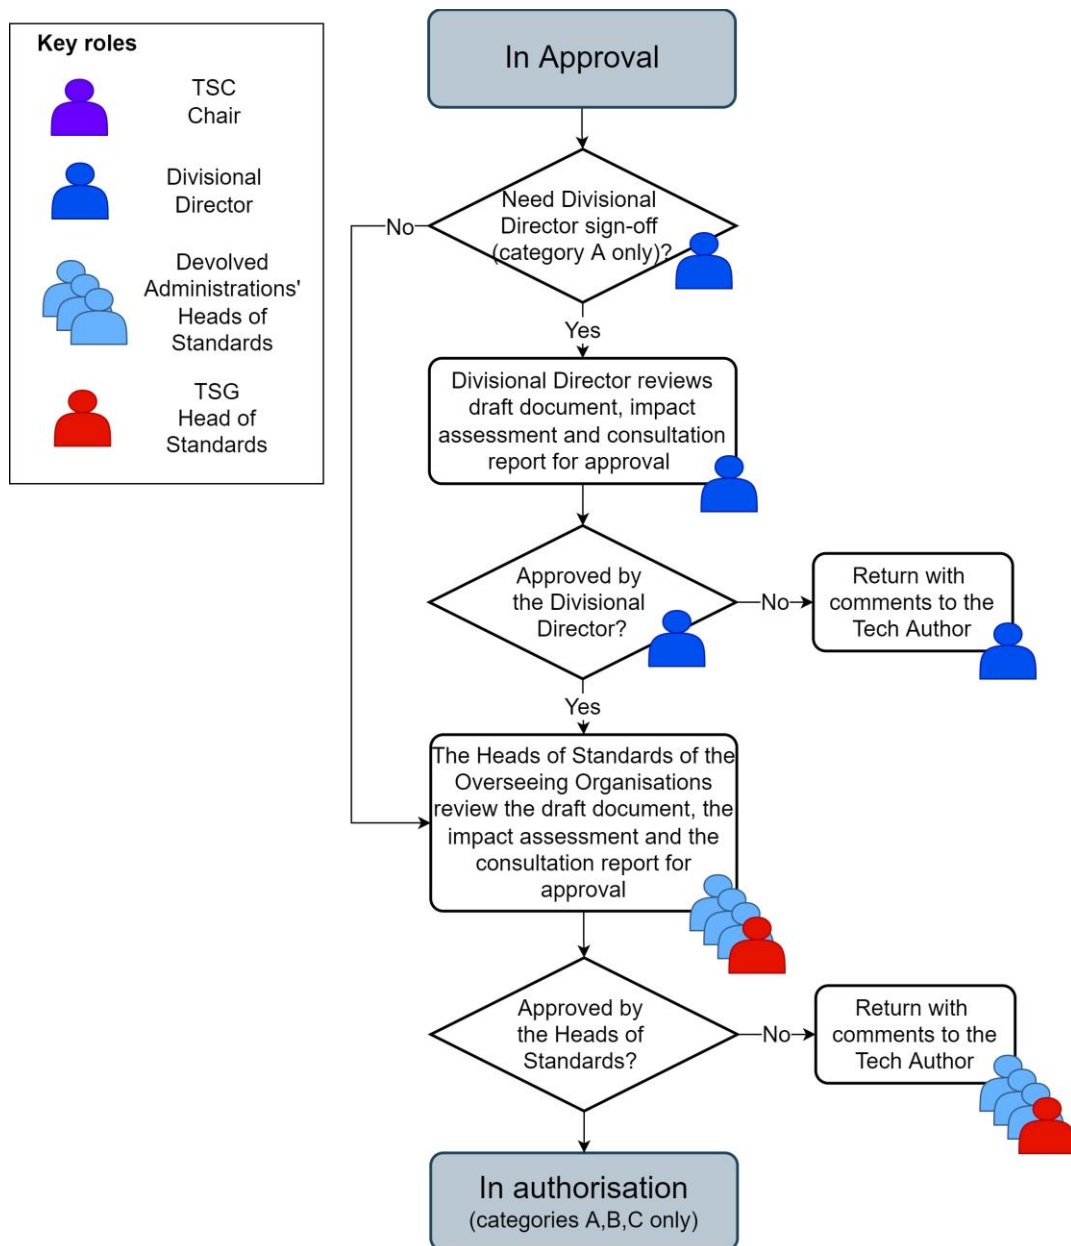 Key roles
TSC
Chair
Divisional
Director
Devolved
Administrations'
Heads of
Standards
TSG
Head of
Standards
In Approval
Need Divisional
Director sign-off
(category A only)?
No
Yes
Divisional Director reviews
draft document, impact
assessment and consultation
report for approval
Approved by
the Divisional
Director?
No
Return with
comments to the
Tech Author
Yes
The Heads of Standards of the
Overseeing Organisations
review the draft document, the
impact assessment and the
consultation report for
approval
Approved by
the Heads of
Standards?
No
Return with
comments to the
Tech Author
In authorisation
(categories A,B,C only)